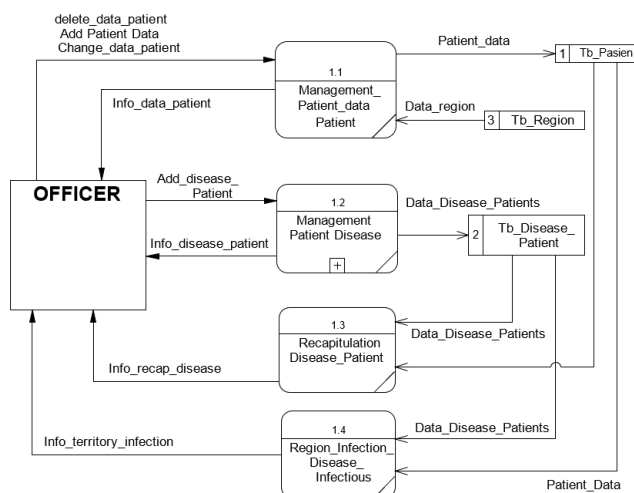 delete_data_patient
Add Patient Data
Change_data_patient
Patient_data
1 Tb_Pasien
1.1
Management_
Patient_data
Patient
Info_data_patient
Data_region
3 Tb_Region
OFFICER
Add_disease_
Patient
1.2
Management
Patient Disease
+
Data_Disease_Patients
2
Tb_Disease_
Patient
Info_disease_patient
1.3
Recapitulation
Disease_Patient
Data_Disease_Patients
Info_recap_disease
1.4
Region_Infection_
Disease_
Infectious
Data_Disease_Patients
Info_territory_infection
Patient_Data